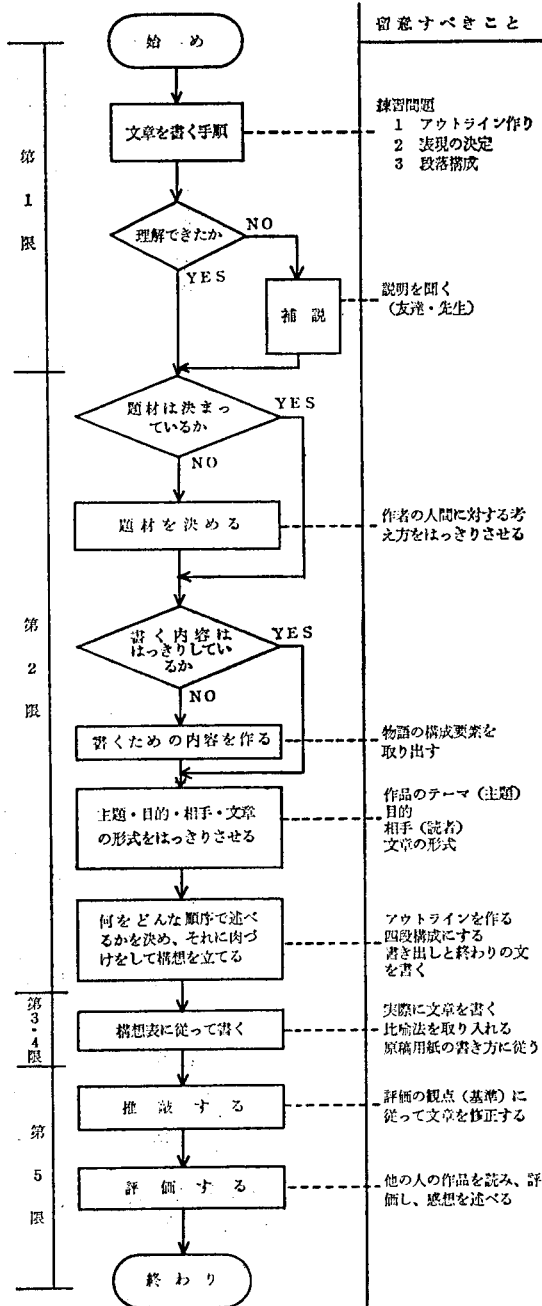 留意すべきこと
始め
文章を書く手順
練習問題
1 アウトライン作り
2 表現の決定
3 段落構成
第1限
理解できたか
NO
YES
補説
説明を聞く
(友達・先生)
題材は決まっ
ているか
YES
NO
題材を決める
作者の人間に対する考
え方をはっきりさせる
第2限
書く内容は
はっきりしてい
るか
YES
NO
書くための内容を作る
物語の構成要素を
取り出す
主題・目的・相手・文章
の形式をはっきりさせる
作品のテーマ(主題)
目的
相手(読者)
文章の形式
何をどんな順序で述べ
るかを決め、それに肉づ
けをして構想を立てる
アウトラインを作る
四段構成にする
書き出しと終わりの文
を書く
第3・4限
構想表に従って書く
実際に文章を書く
比喩法を取り入れる
原稿用紙の書き方に従う
第5限
推敲する
評価の観点(基準)に
従って文章を修正する
評価する
他の人の作品を読み、評
価し、感想を述べる
終わり